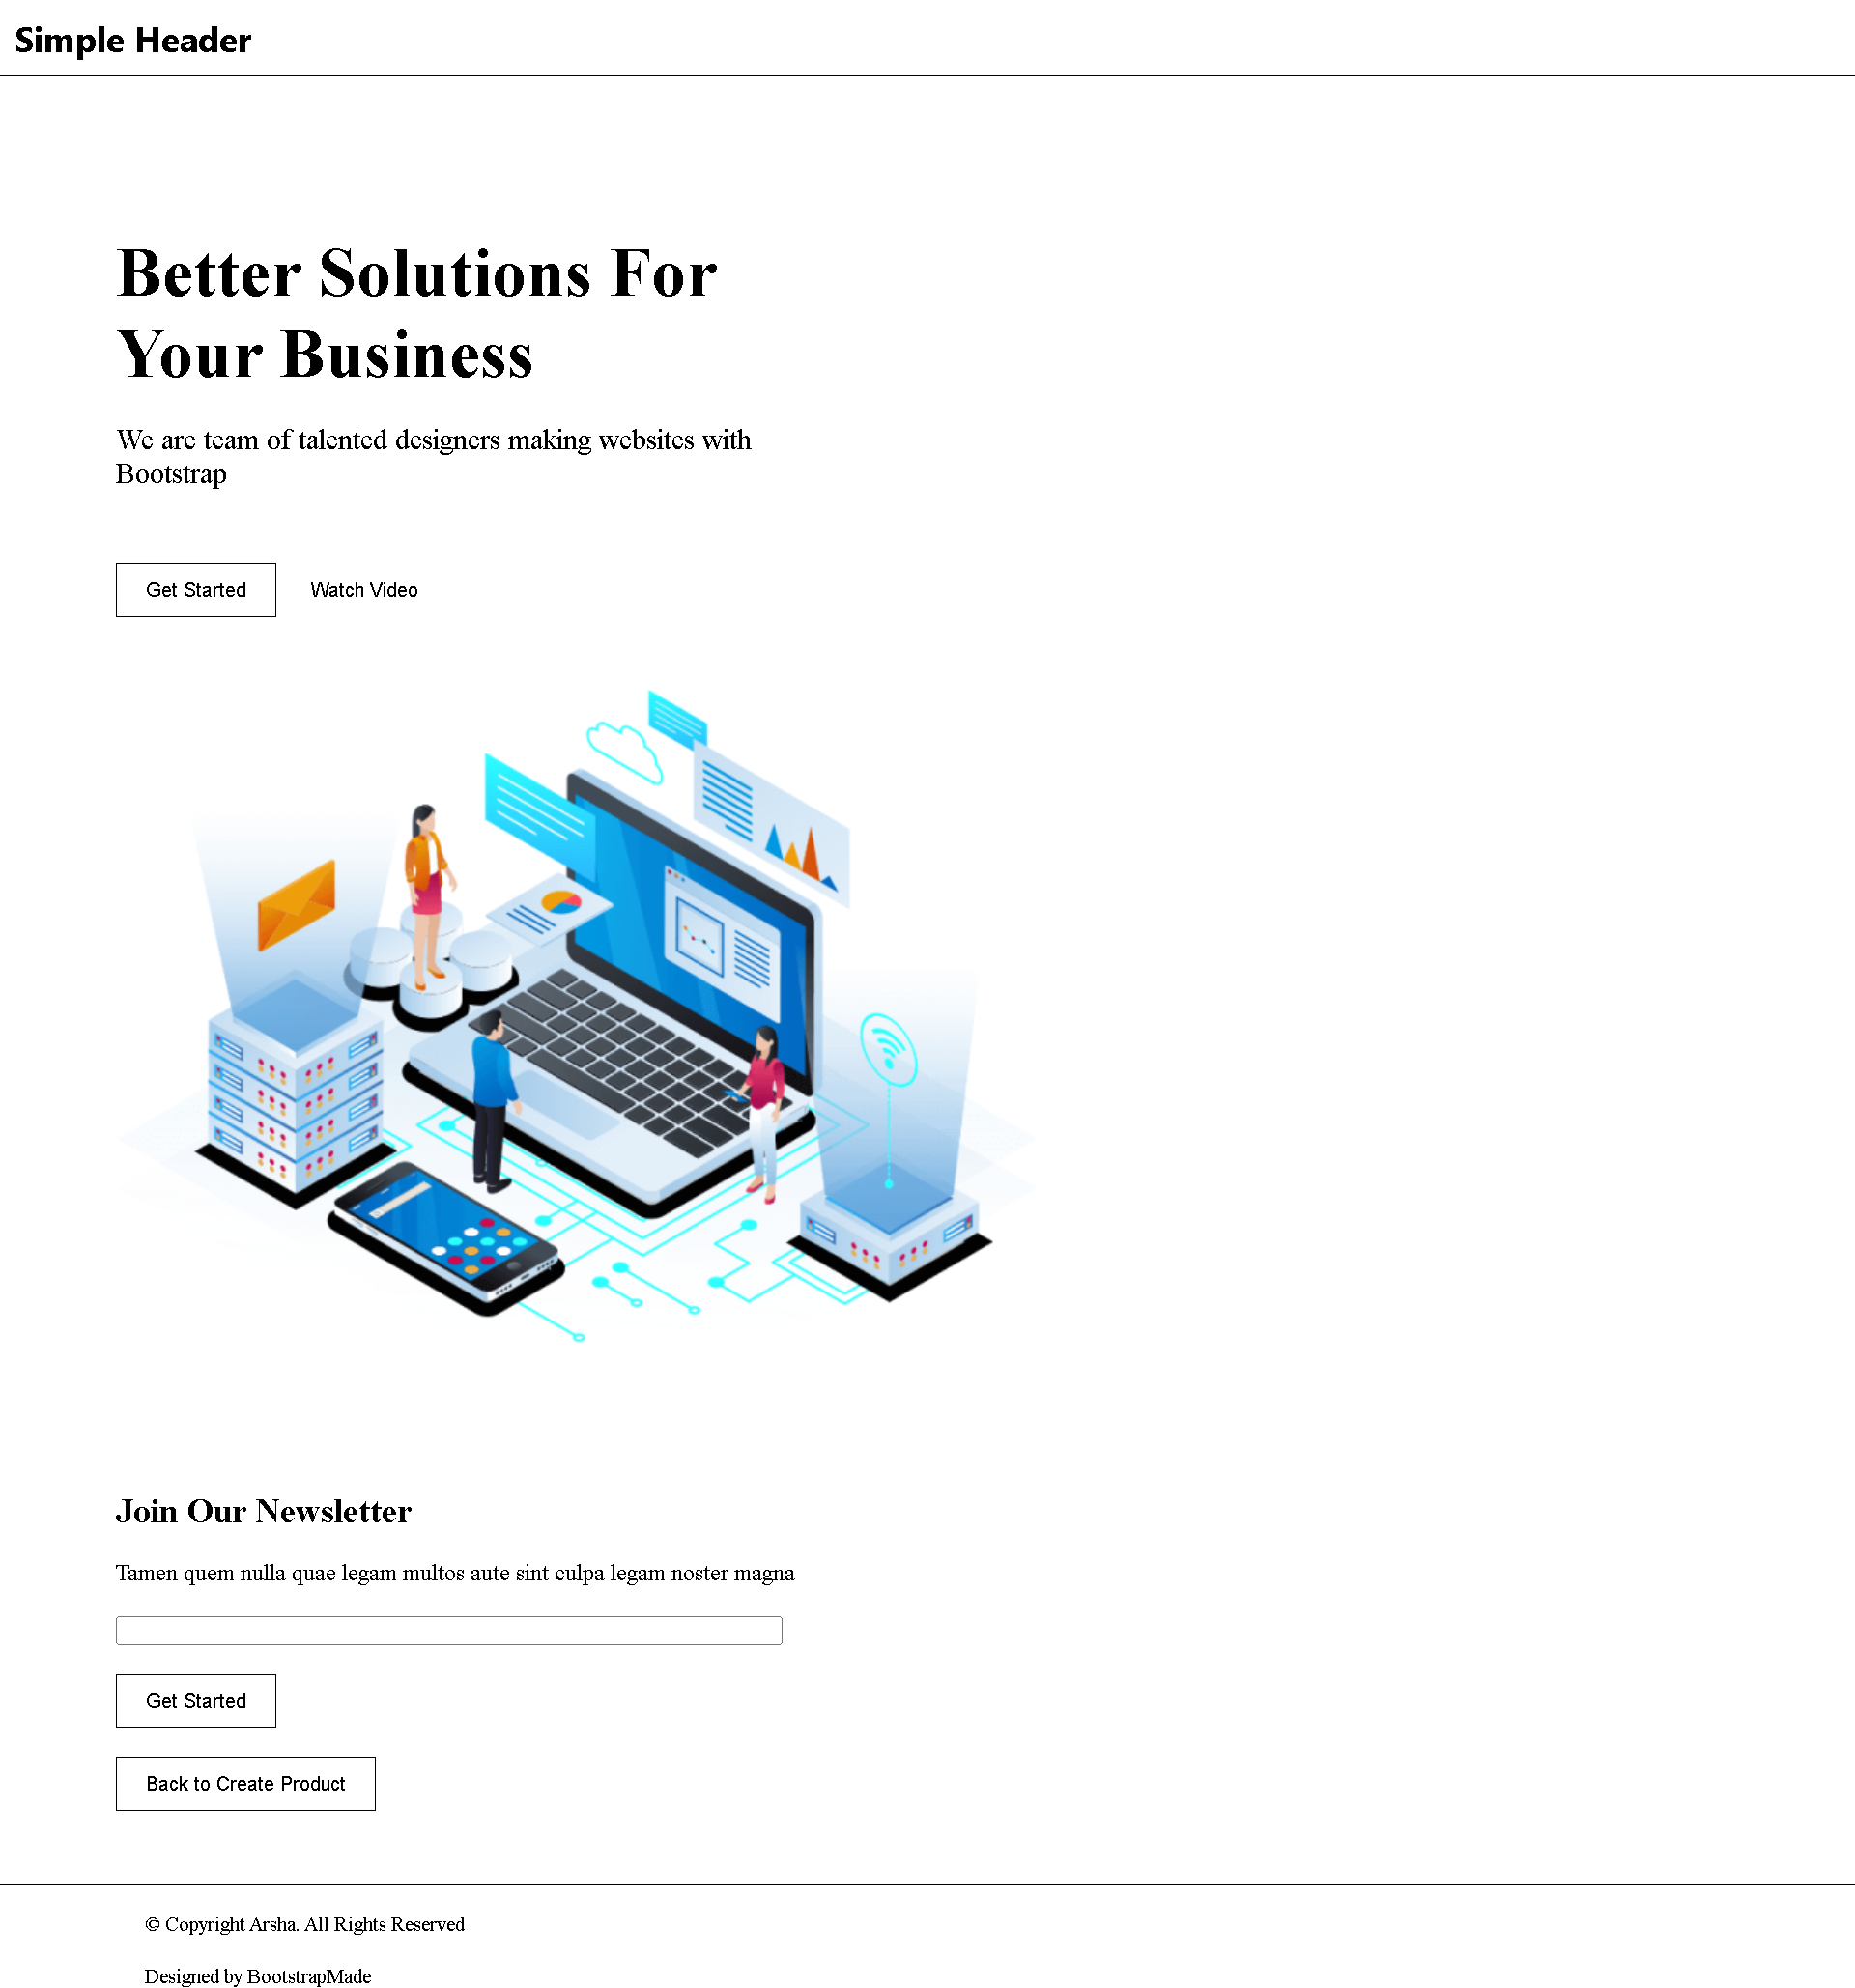 Simple Header
Better Solutions For
Your Business
We are team of talented designers making websites with
Bootstrap
Get Started
Watch Video
Join Our Newsletter
Tamen quem nulla quae legam multos aute sint culpa legam noster magna
Get Started
Back to Create Product
© Copyright Arsha. All Rights Reserved
Designed by BootstrapMade